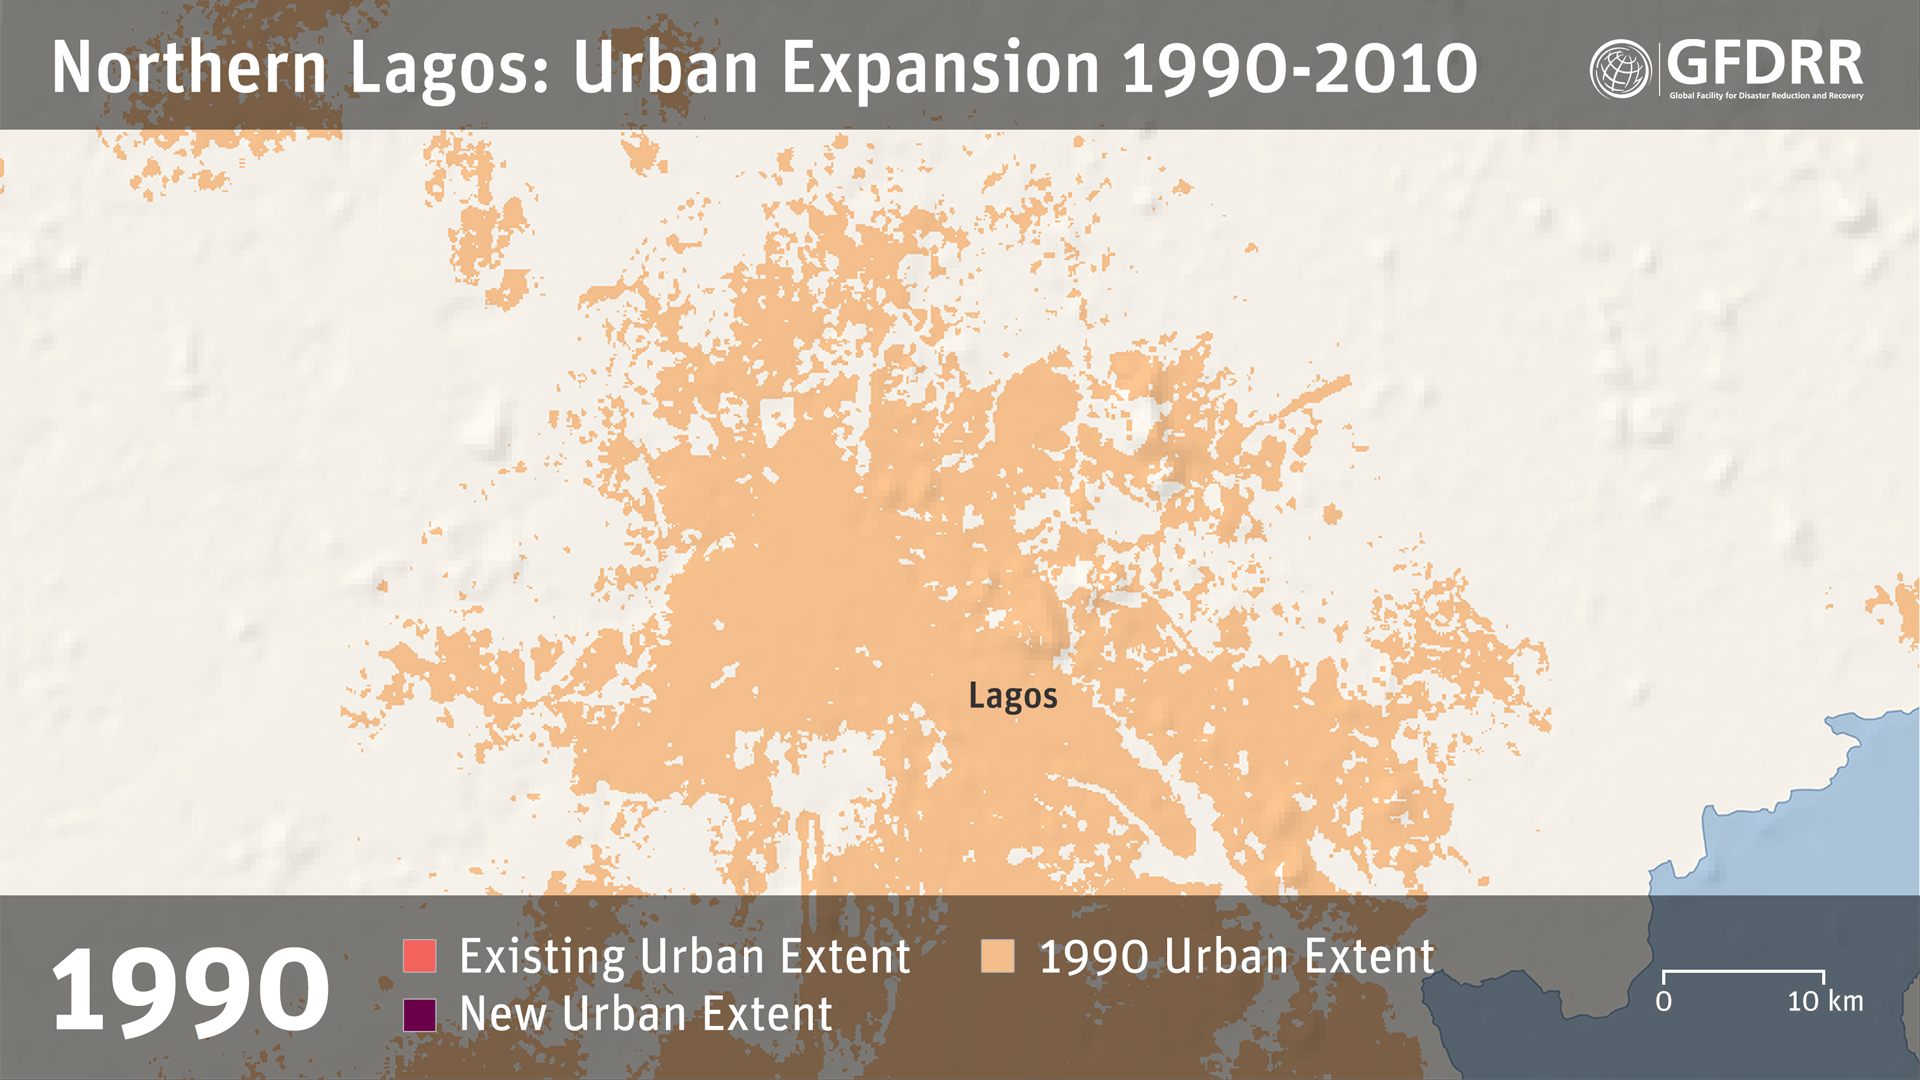 Northern Lagos: Urban Expansion 1990-2010
GFDRR
Global Facility for Disaster Reduction and Recovery
Lagos
1990
Existing Urban Extent
1990 Urban Extent
New Urban Extent
0 10 km